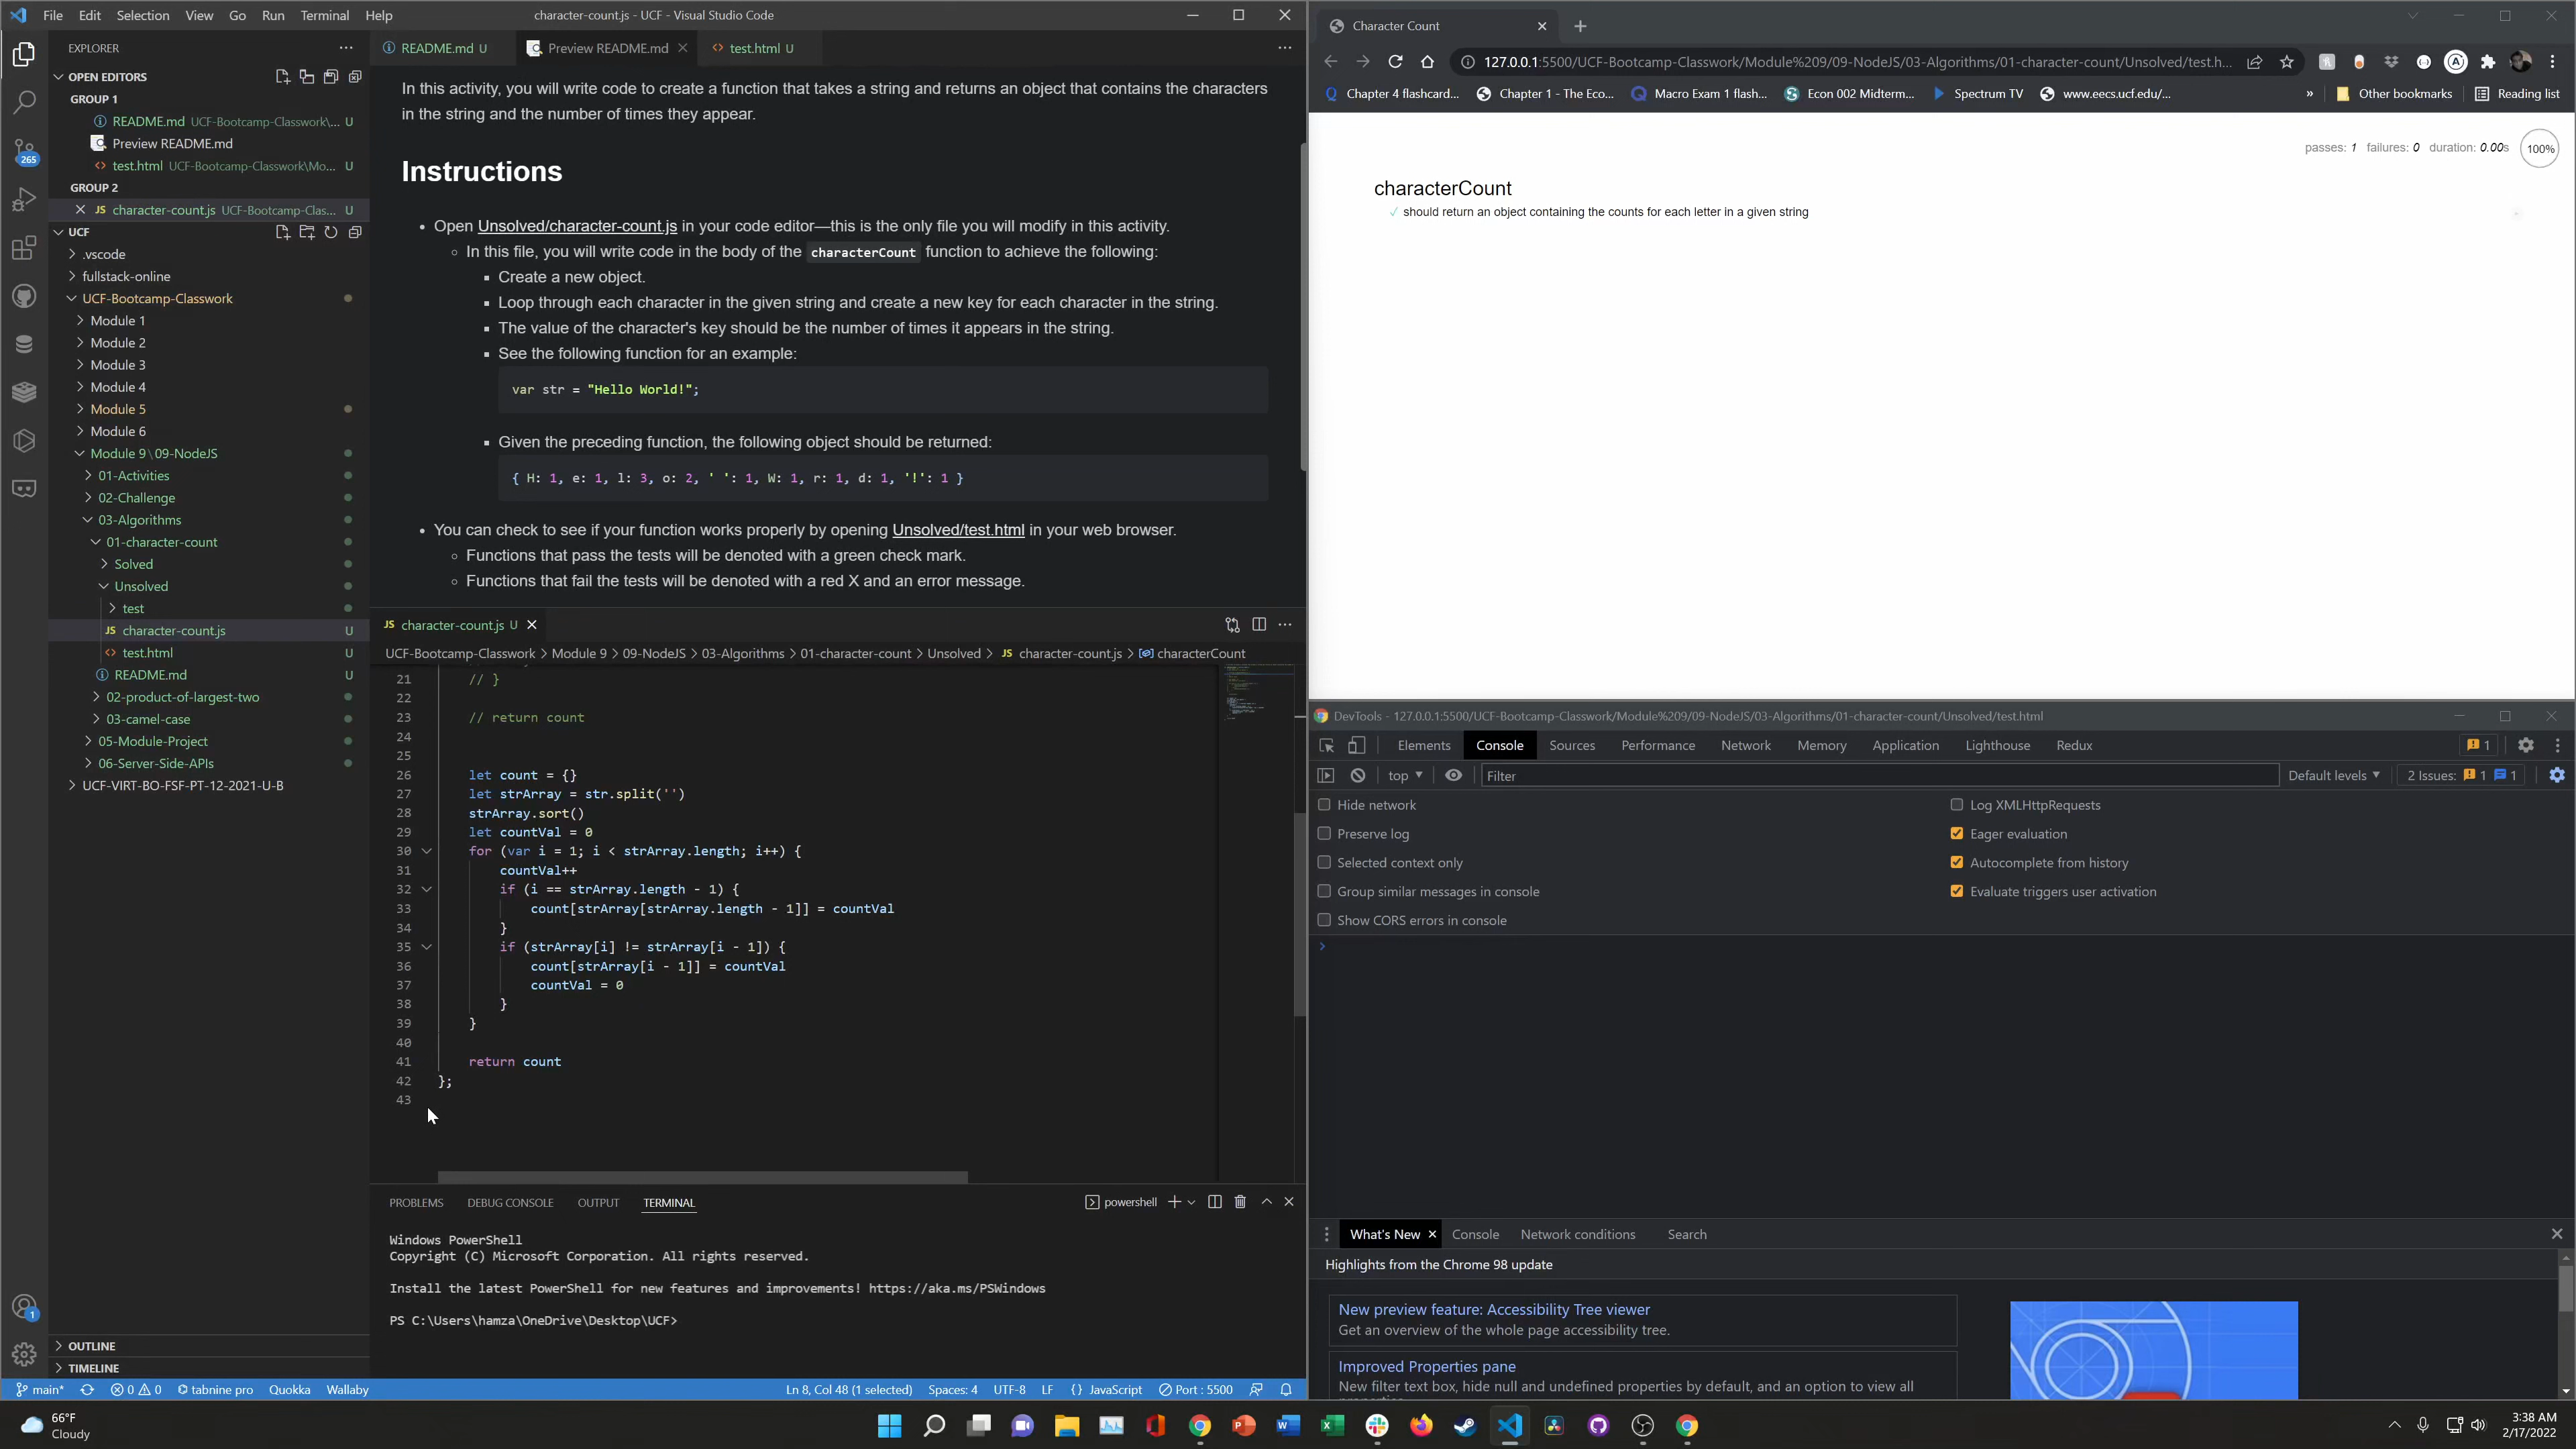 File Edit Selection View Go Run Terminal Help
character-count.js - UCF - Visual Studio Code
EXPLORER
OPEN EDITORS
GROUP 1
README.md UCF-Bootcamp-Classwork\... U
Preview README.md
test.html UCF-Bootcamp-Classwork\Mo... U
GROUP 2
JS character-count.js UCF-Bootcamp-Clas... U
UCF
.vscode
fullstack-online
UCF-Bootcamp-Classwork
Module 1
Module 2
Module 3
Module 4
Module 5
Module 6
Module 9\09-NodeJS
01-Activities
02-Challenge
03-Algorithms
01-character-count
Solved
Unsolved
test
JS character-count.js U
test.html U
README.md U
02-product-of-largest-two
03-camel-case
05-Module-Project
06-Server-Side-APIs
UCF-VIRT-BO-FSF-PT-12-2021-U-B
OUTLINE
TIMELINE
265
1
README.md U
Preview README.md
test.html U
In this activity, you will write code to create a function that takes a string and returns an object that contains the characters
in the string and the number of times they appear.
Instructions
• Open Unsolved/character-count.js in your code editor—this is the only file you will modify in this activity.
In this file, you will write code in the body of the characterCount function to achieve the following:
Create a new object.
Loop through each character in the given string and create a new key for each character in the string.
The value of the character's key should be the number of times it appears in the string.
See the following function for an example:
var str = "Hello World!";
Given the preceding function, the following object should be returned:
{ H: 1, e: 1, l: 3, o: 2, ' ': 1, W: 1, r: 1, d: 1, '!': 1 }
• You can check to see if your function works properly by opening Unsolved/test.html in your web browser.
Functions that pass the tests will be denoted with a green check mark.
Functions that fail the tests will be denoted with a red X and an error message.
JS character-count.js U
UCF-Bootcamp-Classwork > Module 9 > 09-NodeJS > 03-Algorithms > 01-character-count > Unsolved > JS character-count.js > characterCount
21 // }
22
23 // return count
24
25
26 let count = {}
27 let strArray = str.split('')
28 strArray.sort()
29 let countVal = 0
30 for (var i = 1; i < strArray.length; i++) {
31 countVal++
32 if (i == strArray.length - 1) {
33 count[strArray[strArray.length - 1]] = countVal
34 }
35 if (strArray[i] != strArray[i - 1]) {
36 count[strArray[i - 1]] = countVal
37 countVal = 0
38 }
39 }
40
41 return count
42 };
43
PROBLEMS DEBUG CONSOLE OUTPUT TERMINAL
powershell
Windows PowerShell
Copyright (C) Microsoft Corporation. All rights reserved.
Install the latest PowerShell for new features and improvements! https://aka.ms/PSWindows
PS C:\Users\hamza\OneDrive\Desktop\UCF>
main* 0 0 tabnine pro Quokka Wallaby
Ln 8, Col 48 (1 selected) Spaces: 4 UTF-8 LF {} JavaScript Port : 5500
Character Count
127.0.0.1:5500/UCF-Bootcamp-Classwork/Module%209/09-NodeJS/03-Algorithms/01-character-count/Unsolved/test.h...
Chapter 4 flashcard... Chapter 1 - The Eco... Macro Exam 1 flash... Econ 002 Midterm... Spectrum TV www.eecs.ucf.edu/... » Other bookmarks Reading list
passes: 1 failures: 0 duration: 0.00s 100%
characterCount
✓ should return an object containing the counts for each letter in a given string
DevTools - 127.0.0.1:5500/UCF-Bootcamp-Classwork/Module%209/09-NodeJS/03-Algorithms/01-character-count/Unsolved/test.html
Elements Console Sources Performance Network Memory Application Lighthouse Redux 1
top Filter Default levels 2 Issues: 1 1
Hide network Log XMLHttpRequests
Preserve log Eager evaluation
Selected context only Autocomplete from history
Group similar messages in console Evaluate triggers user activation
Show CORS errors in console
What's New Console Network conditions Search
Highlights from the Chrome 98 update
New preview feature: Accessibility Tree viewer
Get an overview of the whole page accessibility tree.
Improved Properties pane
New filter text box, hide null and undefined properties by default, and an option to view all
66°F
Cloudy
3:38 AM
2/17/2022